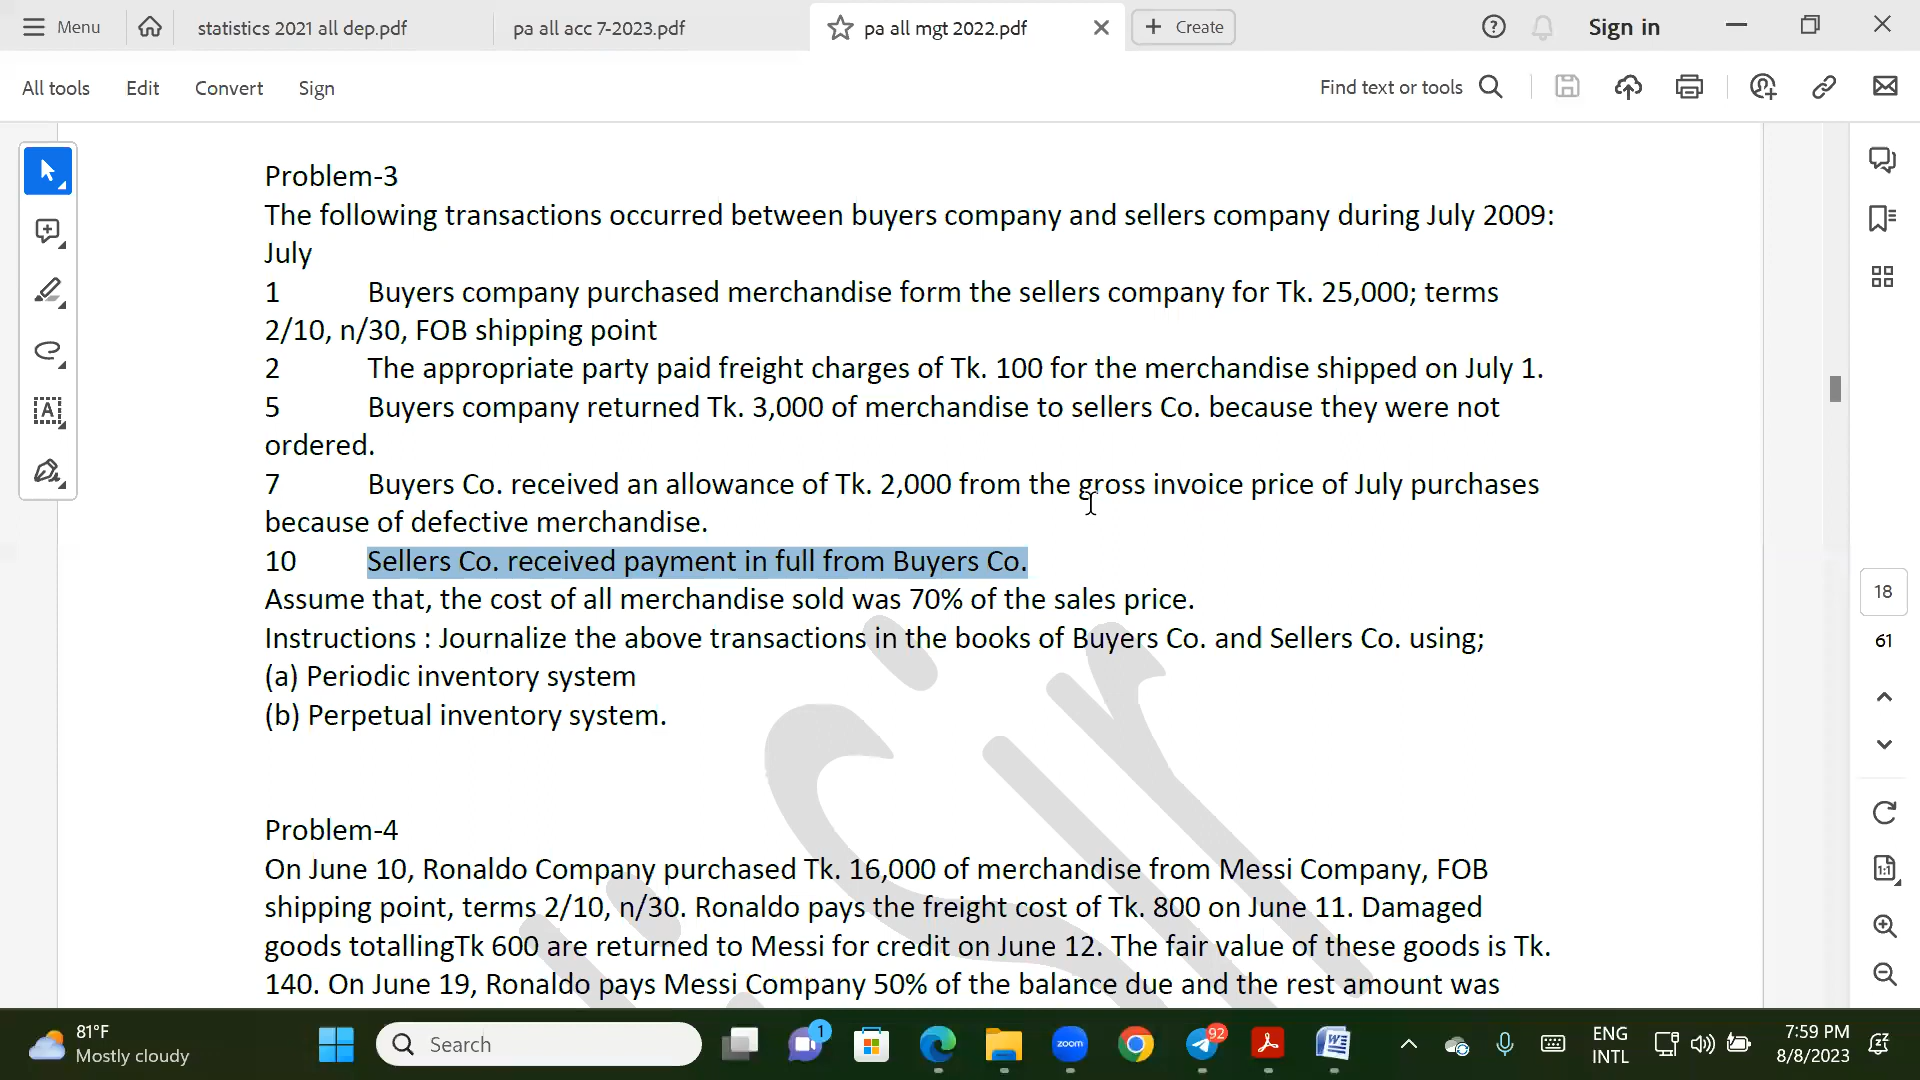 Menu
statistics 2021 all dep.pdf
pa all acc 7-2023.pdf
pa all mgt 2022.pdf
Create
Sign in
All tools
Edit
Convert
Sign
Find text or tools
Problem-3
The following transactions occurred between buyers company and sellers company during July 2009:
July
1 Buyers company purchased merchandise form the sellers company for Tk. 25,000; terms
2/10, n/30, FOB shipping point
2 The appropriate party paid freight charges of Tk. 100 for the merchandise shipped on July 1.
5 Buyers company returned Tk. 3,000 of merchandise to sellers Co. because they were not
ordered.
7 Buyers Co. received an allowance of Tk. 2,000 from the gross invoice price of July purchases
because of defective merchandise.
10 Sellers Co. received payment in full from Buyers Co.
Assume that, the cost of all merchandise sold was 70% of the sales price.
Instructions : Journalize the above transactions in the books of Buyers Co. and Sellers Co. using;
(a) Periodic inventory system
(b) Perpetual inventory system.
Problem-4
On June 10, Ronaldo Company purchased Tk. 16,000 of merchandise from Messi Company, FOB
shipping point, terms 2/10, n/30. Ronaldo pays the freight cost of Tk. 800 on June 11. Damaged
goods totallingTk 600 are returned to Messi for credit on June 12. The fair value of these goods is Tk.
140. On June 19, Ronaldo pays Messi Company 50% of the balance due and the rest amount was
18
61
1:1
Sir
81°F
Mostly cloudy
Search
1
zoom
92
ENG
INTL
7:59 PM
8/8/2023